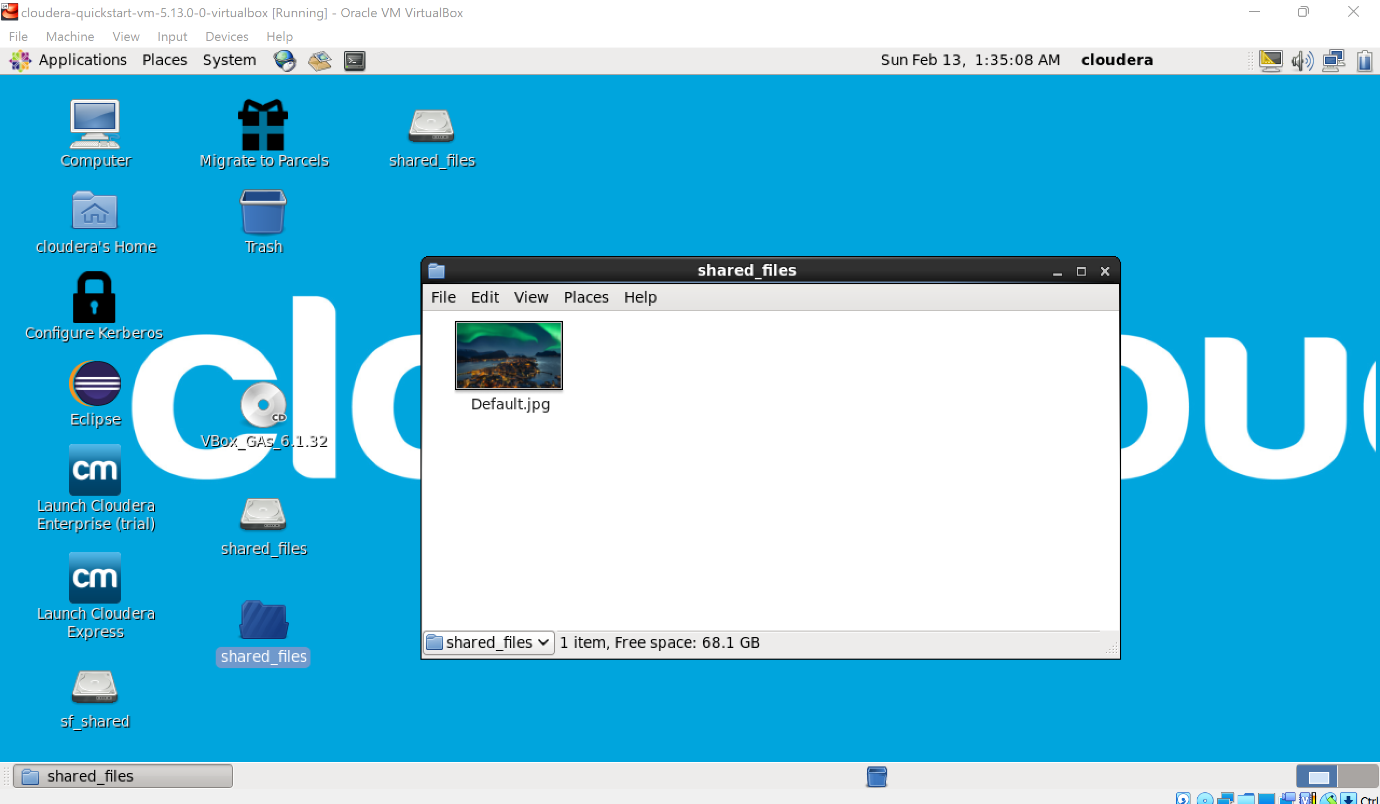 cloudera-quickstart-vm-5.13.0-0-virtualbox [Running] - Oracle VM VirtualBox
File Machine View Input Devices Help
Applications Places System Sun Feb 13, 1:35:08 AM cloudera
Computer
Migrate to Parcels
shared_files
cloudera's Home
Trash
Configure Kerberos
Eclipse
VBox_GAs_6.1.32
Launch Cloudera
Enterprise (trial)
shared_files
Launch Cloudera
Express
shared_files
sf_shared
shared_files
File Edit View Places Help
Default.jpg
shared_files 1 item, Free space: 68.1 GB
cm
cm
CD
clo
ou
shared_files
Ctrl